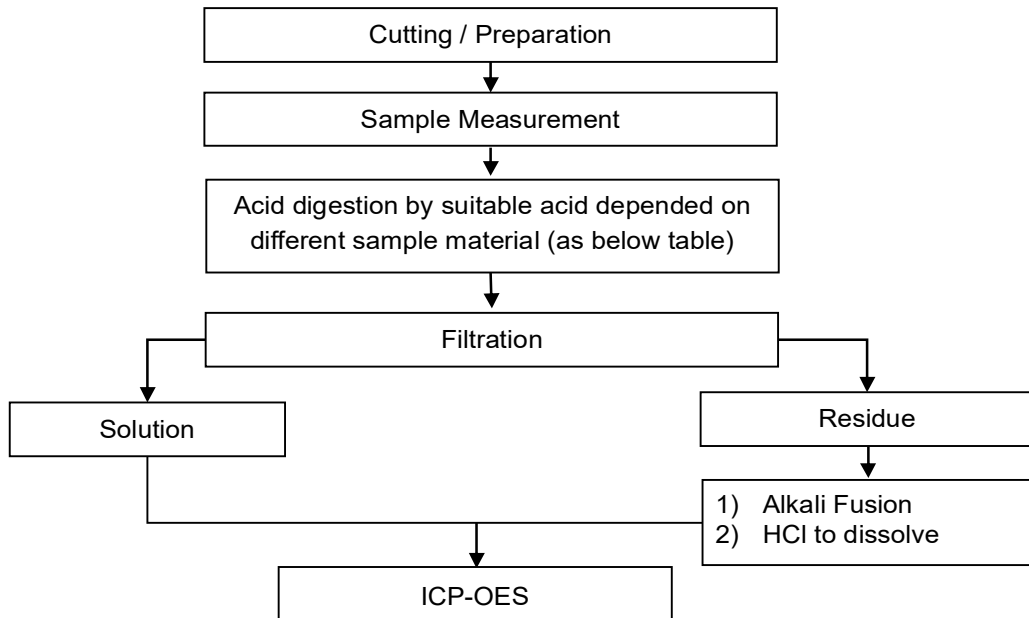 Cutting / Preparation
Sample Measurement
Acid digestion by suitable acid depended on
different sample material (as below table)
Filtration
Solution
Residue
1) Alkali Fusion
2) HCl to dissolve
ICP-OES